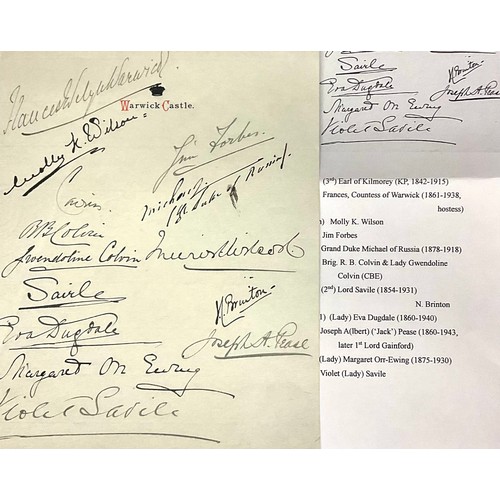 Frances Evelyn Warwick
Warwick Castle.
Molly K. Wilson
Jim Forbes.
Michael
Gr Duke of Russia.
R B Colvin
Gwendoline Colvin
Savile
N. Brinton
Eva Dugdale
Joseph A. Pease
Margaret Orr Ewing
Violet Savile
Savile
N. Brinton
Eva Dugdale
Joseph A. Pease
Margaret Orr Ewing
Violet Savile
(3rd) Earl of Kilmorey (KP, 1842-1915)
Frances, Countess of Warwick (1861-1938,
hostess)
) Molly K. Wilson
Jim Forbes
Grand Duke Michael of Russia (1878-1918)
Brig. R. B. Colvin & Lady Gwendoline
Colvin (CBE)
(2nd) Lord Savile (1854-1931)
N. Brinton
) (Lady) Eva Dugdale (1860-1940)
Joseph A(lbert) ('Jack') Pease (1860-1943,
later 1st Lord Gainford)
(Lady) Margaret Orr-Ewing (1875-1930)
Violet (Lady) Savile